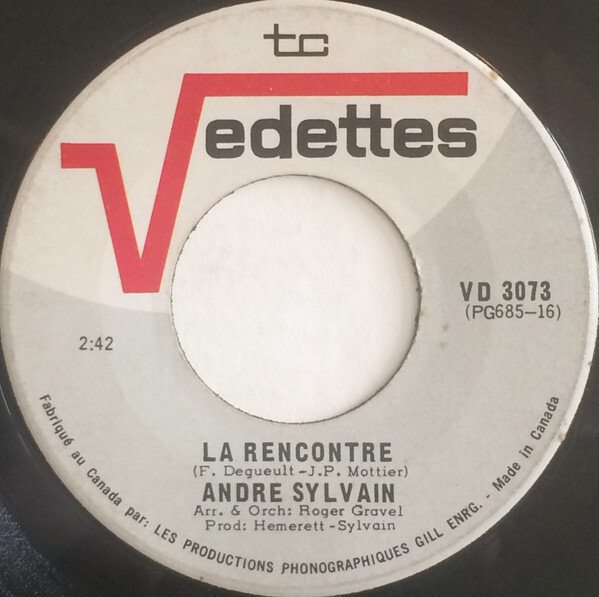 tc
Vedettes
VD 3073
(PG685-16)
2:42
LA RENCONTRE
(F. Degueult-J.P. Mottier)
ANDRE SYLVAIN
Arr. & Orch: Roger Gravel
Prod: Hemerett-Sylvain
Fabriqué au Canada par: LES PRODUCTIONS PHONOGRAPHIQUES GILL ENRG. - Made in Canada